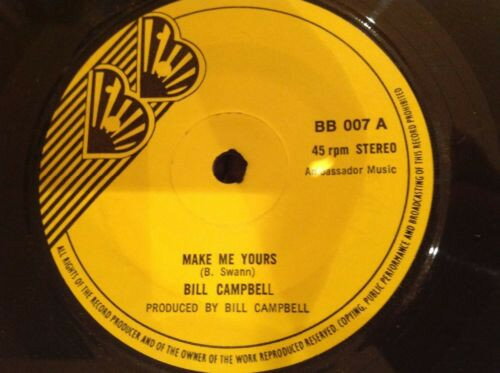 BB 007 A
45 rpm STEREO
Ambassador Music
MAKE ME YOURS
(B. Swann)
BILL CAMPBELL
PRODUCED BY BILL CAMPBELL
ALL RIGHTS OF THE RECORD PRODUCER AND OF THE OWNER OF THE WORK REPRODUCED RESERVED. COPYING, PUBLIC PERFORMANCE AND BROADCASTING OF THIS RECORD PROHIBITED